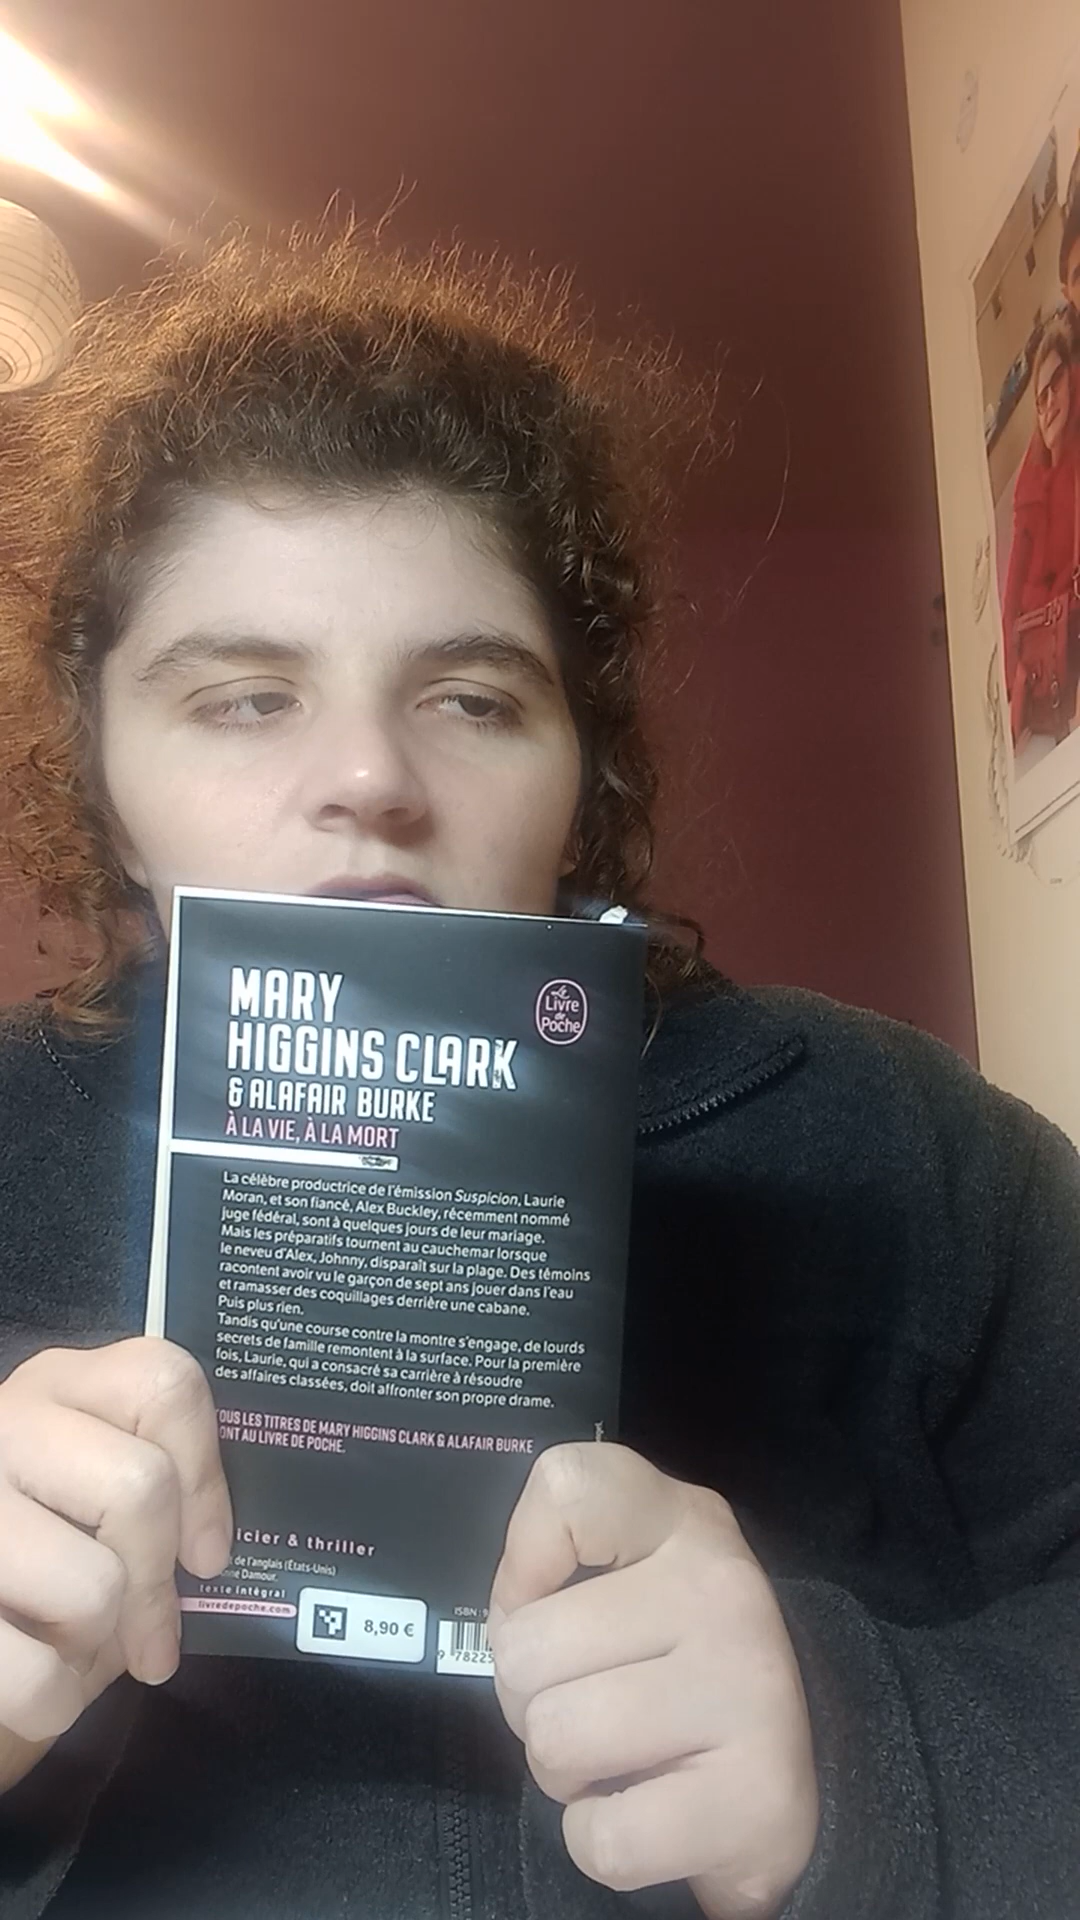 MARY
HIGGINS CLARK
& ALAFAIR BURKE
À LA VIE, À LA MORT
Le
Livre
de
Poche
La célèbre productrice de l'émission Suspicion, Laurie
Moran, et son fiancé, Alex Buckley, récemment nommé
juge fédéral, sont à quelques jours de leur mariage.
Mais les préparatifs tournent au cauchemar lorsque
le neveu d'Alex, Johnny, disparaît sur la plage. Des témoins
racontent avoir vu le garçon de sept ans jouer dans l'eau
et ramasser des coquillages derrière une cabane.
Puis plus rien.
Tandis qu'une course contre la montre s'engage, de lourds
secrets de famille remontent à la surface. Pour la première
fois, Laurie, qui a consacré sa carrière à résoudre
des affaires classées, doit affronter son propre drame.
OUS LES TITRES DE MARY HIGGINS CLARK & ALAFAIR BURKE
ONT AU LIVRE DE POCHE.
icier & thriller
de l'anglais (États-Unis)
nne Damour.
texte intégral
livredepoche.com
8,90 €
ISBN : 9
9 78225